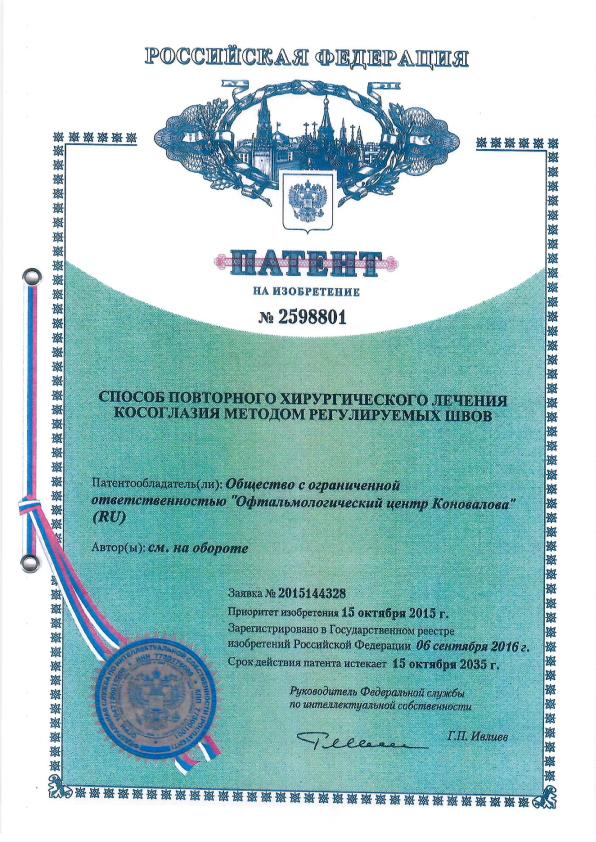 РОССИЙСКАЯ ФЕДЕРАЦИЯ
ПАТЕНТ
НА ИЗОБРЕТЕНИЕ
№ 2598801
СПОСОБ ПОВТОРНОГО ХИРУРГИЧЕСКОГО ЛЕЧЕНИЯ
КОСОГЛАЗИЯ МЕТОДОМ РЕГУЛИРУЕМЫХ ШВОВ
Патентообладатель(ли): Общество с ограниченной
ответственностью "Офтальмологический центр Коновалова"
(RU)
Автор(ы): см. на обороте
Заявка № 2015144328
Приоритет изобретения 15 октября 2015 г.
Зарегистрировано в Государственном реестре
изобретений Российской Федерации 06 сентября 2016 г.
Срок действия патента истекает 15 октября 2035 г.
Руководитель Федеральной службы
по интеллектуальной собственности
Г.П. Ивлиев